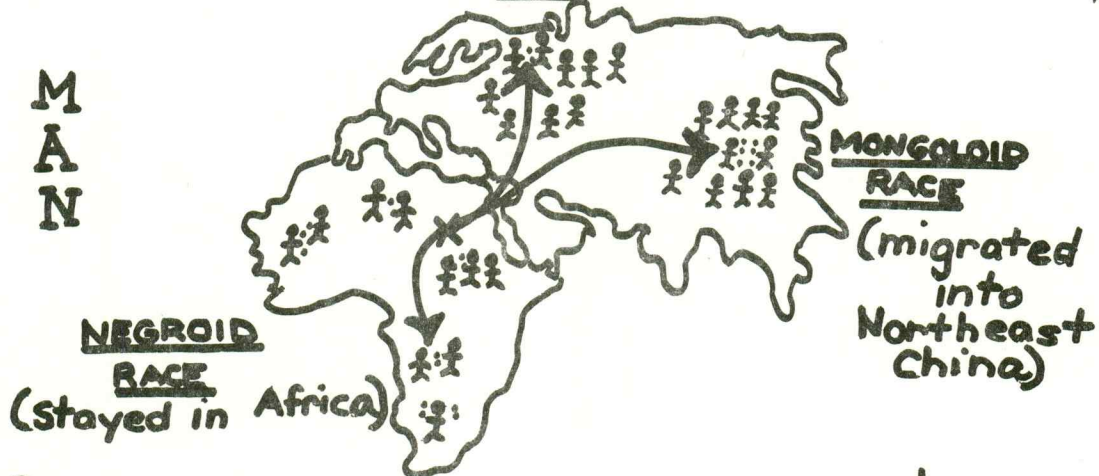 M
A
N
MONGOLOID
RACE
(migrated
into
Northeast
China)
NEGROID
RACE
(stayed in Africa)